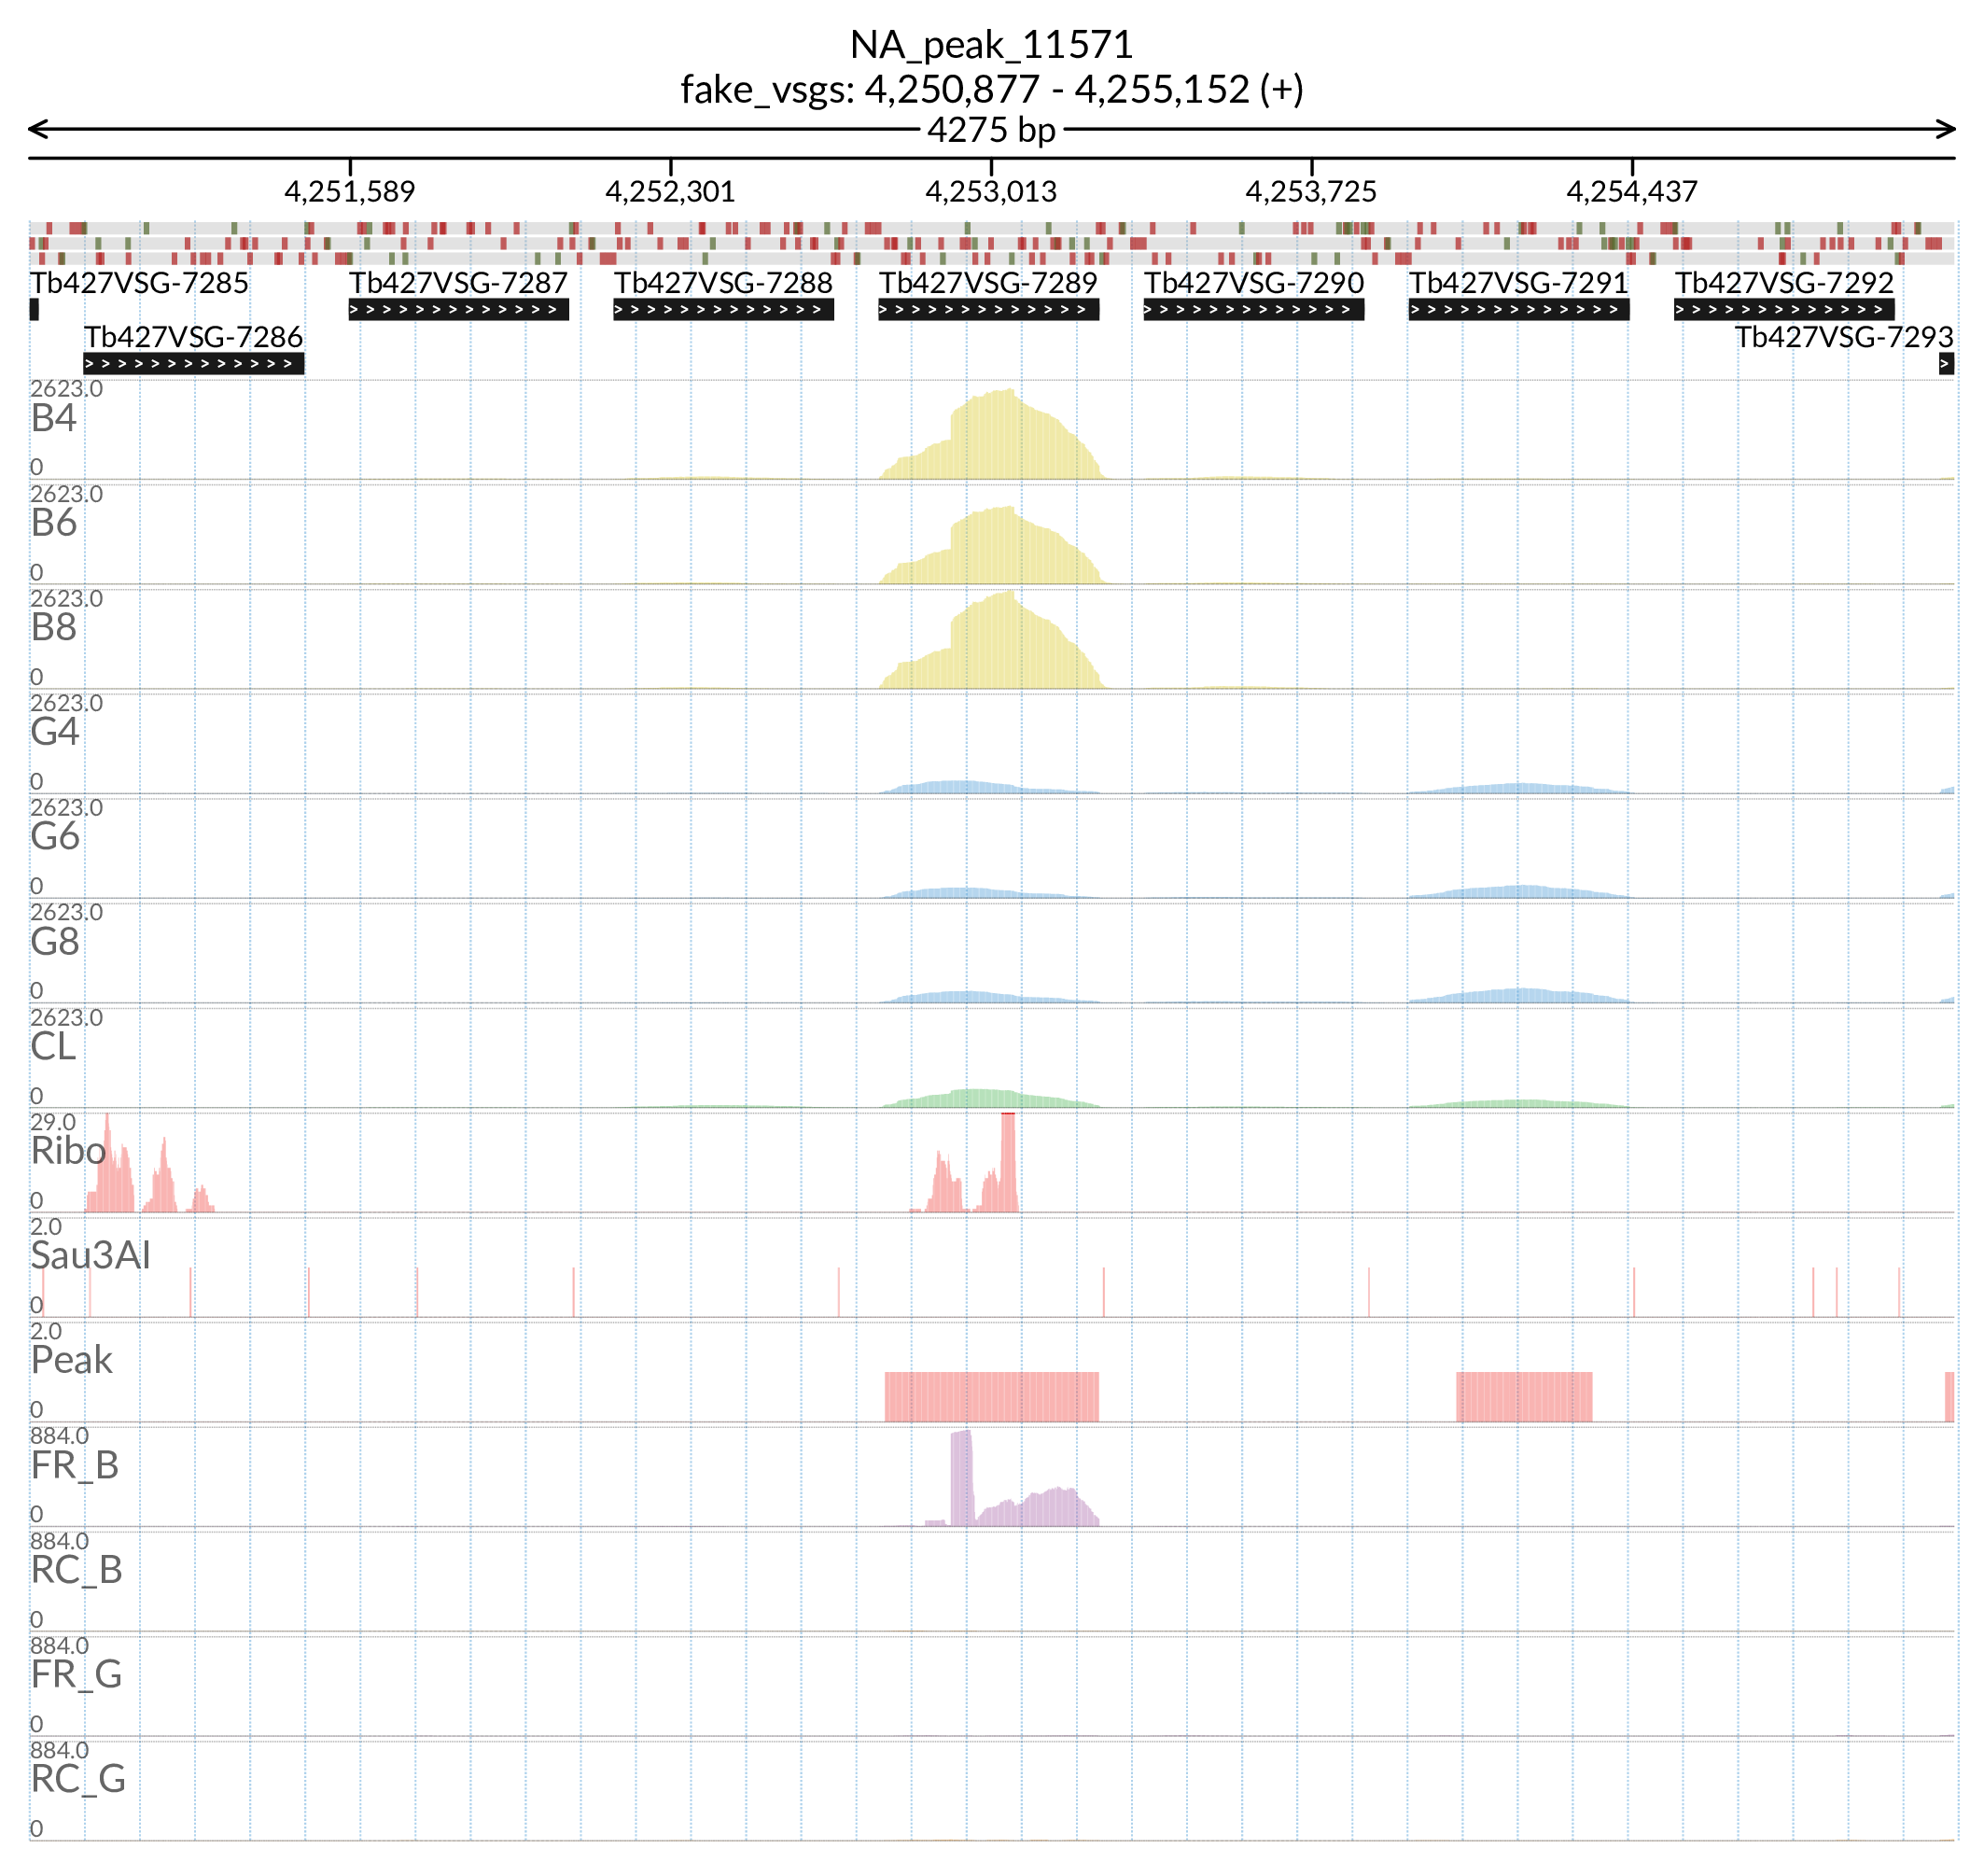 NA_peak_11571
fake_vsgs: 4,250,877 - 4,255,152 (+)
4275 bp
4,251,589 4,252,301 4,253,013 4,253,725 4,254,437
Tb427VSG-7285 Tb427VSG-7287 Tb427VSG-7288 Tb427VSG-7289 Tb427VSG-7290 Tb427VSG-7291 Tb427VSG-7292
Tb427VSG-7286 Tb427VSG-7293
2623.0
B4
0
2623.0
B6
0
2623.0
B8
0
2623.0
G4
0
2623.0
G6
0
2623.0
G8
0
2623.0
CL
0
29.0
Ribo
0
2.0
Sau3AI
0
2.0
Peak
0
884.0
FR_B
0
884.0
RC_B
0
884.0
FR_G
0
884.0
RC_G
0